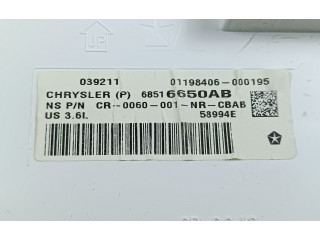 039211 01198406-000195
CHRYSLER (P) 68516650AB
NS P/N CR-0060-001-NR-CBAB
US 3.6L 58994E